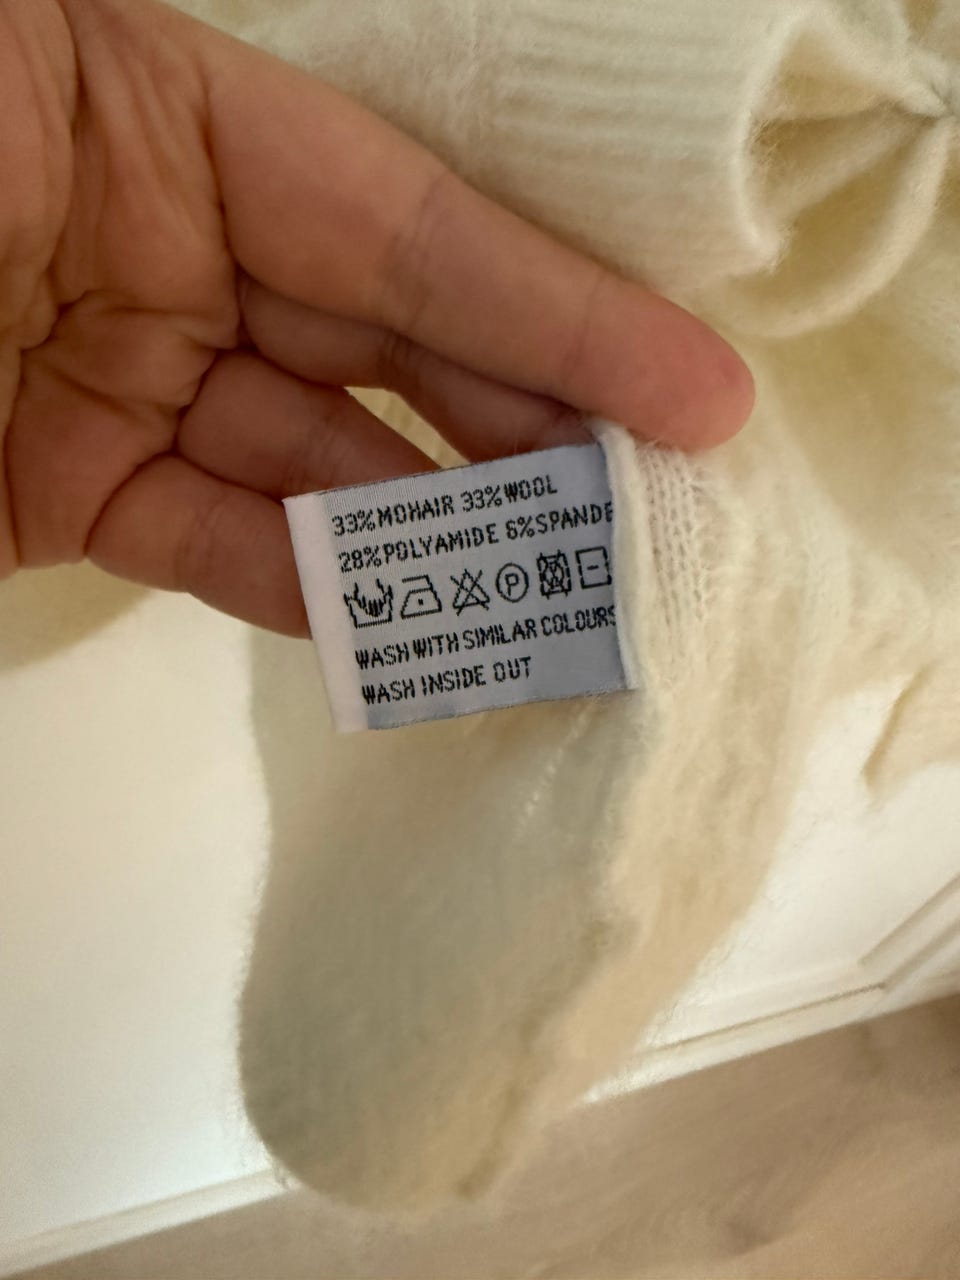 33%MOHAIR 33%WOOL
28%POLYAMIDE 6%SPANDE
P
WASH WITH SIMILAR COLOURS
WASH INSIDE OUT